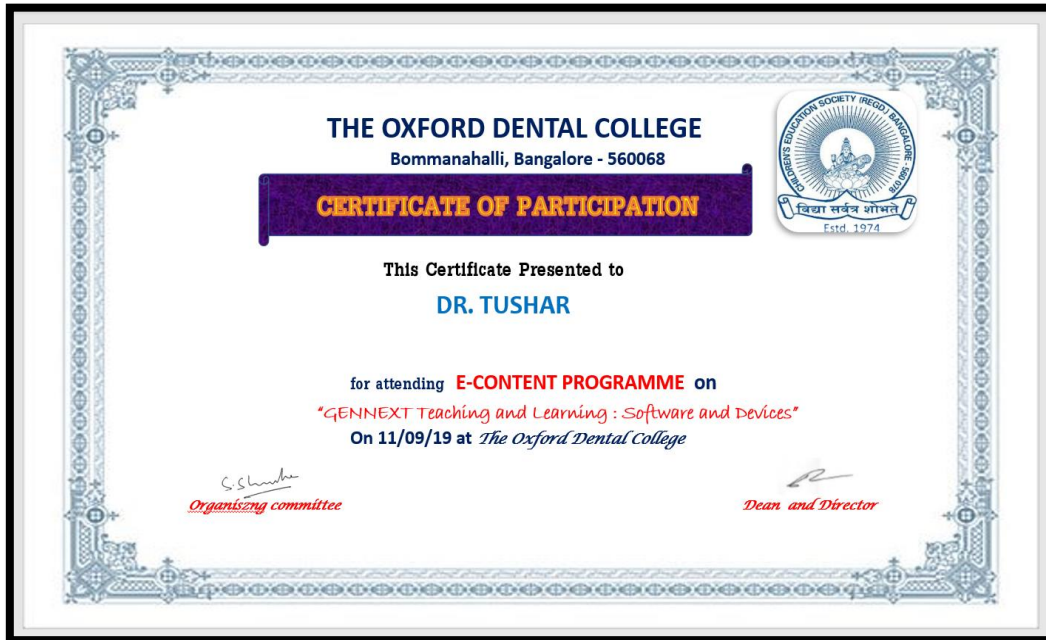 THE OXFORD DENTAL COLLEGE
Bommanahalli, Bangalore - 560068
CERTIFICATE OF PARTICIPATION
CHILDREN'S EDUCATION SOCIETY (REGD.) BANGALORE - 560 078
विद्या सर्वत्र शोभते
Estd. 1974
This Certificate Presented to
DR. TUSHAR
for attending E-CONTENT PROGRAMME on
"GENNEXT Teaching and Learning : Software and Devices"
On 11/09/19 at The Oxford Dental College
Organiszng committee
Dean and Director